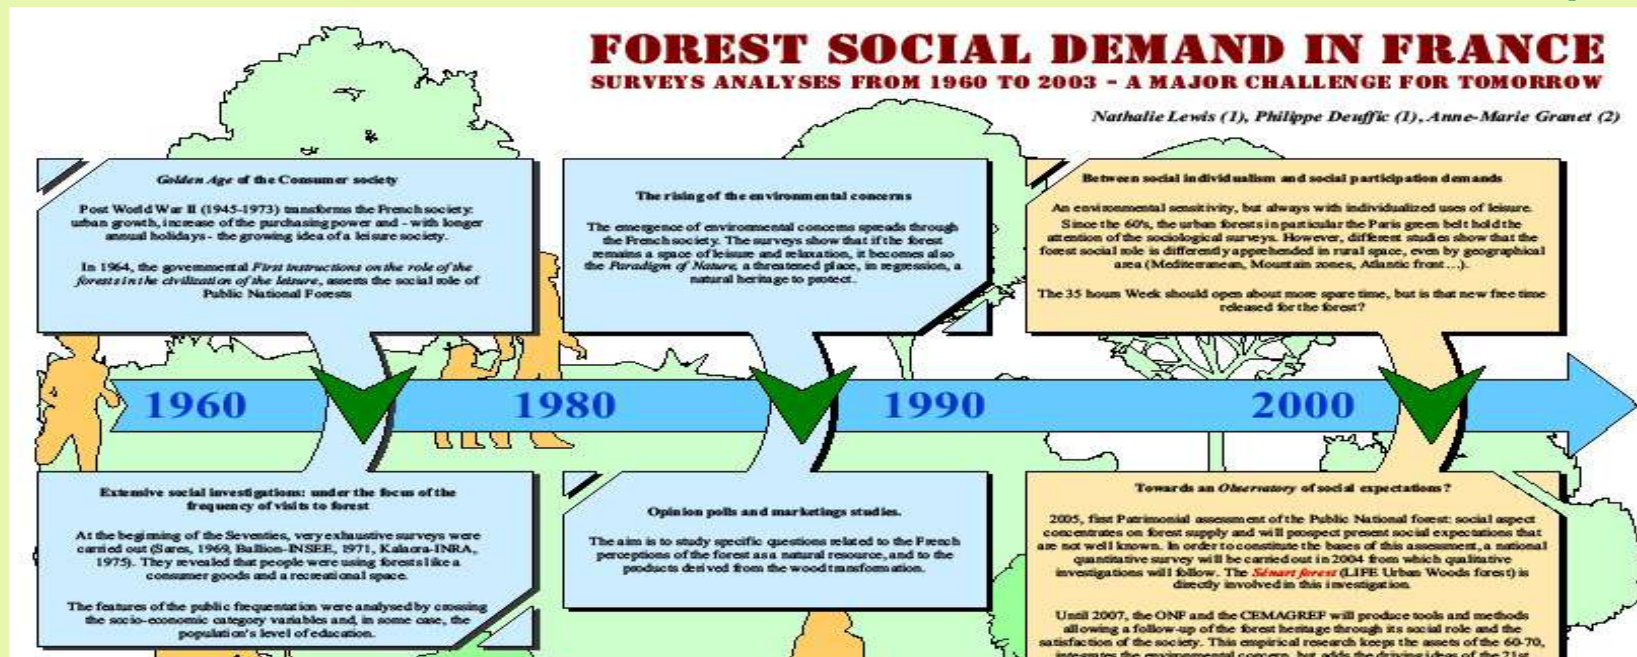 FOREST SOCIAL DEMAND IN FRANCE
SURVEYS ANALYSES FROM 1960 TO 2003 - A MAJOR CHALLENGE FOR TOMORROW
Nathalie Lewis (1), Philippe Deuffic (1), Anne-Marie Granet (2)
Golden Age of the Consumer society
Post World War II (1945-1973) transforms the French society:
urban growth, increase of the purchasing power and - with longer
annual holidays - the growing idea of a leisure society.
In 1964, the governmental First instructions on the role of the
forests in the civilization of the leisure, asserts the social role of
Public National Forests
The rising of the environmental concerns
The emergence of environmental concerns spreads through
the French society. The surveys show that if the forest
remains a space of leisure and relaxation, it becomes also
the Paradigm of Nature, a threatened place, in regression, a
natural heritage to protect.
Between social individualism and social participation demands
An environmental sensitivity, but always with individualized uses of leisure.
Since the 60's, the urban forests in particular the Paris green belt hold the
attention of the sociological surveys. However, different studies show that the
forest social role is differently apprehended in rural space, even by geographical
area (Mediterranean, Mountain zones, Atlantic front…).
The 35 hours Week should open about more spare time, but is that new free time
released for the forest?
1960
1980
1990
2000
Extensive social investigations: under the focus of the
frequency of visits to forest
At the beginning of the Seventies, very exhaustive surveys were
carried out (Sares, 1969, Ballion-INSEE, 1971, Kalaora-INRA,
1975). They revealed that people were using forests like a
consumer goods and a recreational space.
The features of the public frequentation were analysed by crossing
the socio-economic category variables and, in some case, the
population's level of education.
Opinion polls and marketings studies.
The aim is to study specific questions related to the French
perceptions of the forest as a natural resource, and to the
products derived from the wood transformation.
Towards an Observatory of social expectations?
2005, first Patrimonial assessment of the Public National forest: social aspect
concentrates on forest supply and will prospect present social expectations that
are not well known. In order to constitute the bases of this assessment, a national
quantitative survey will be carried out in 2004 from which qualitative
investigations will follow. The Sénart forest (LIFE Urban Woods forest) is
directly involved in this investigation.
Until 2007, the ONF and the CEMAGREF will produce tools and methods
allowing a follow-up of the forest heritage through its social role and the
satisfaction of the society. This empirical research keeps the assets of the 60-70,
integrates the environmental concern, but adds the driving ideas of the 21st